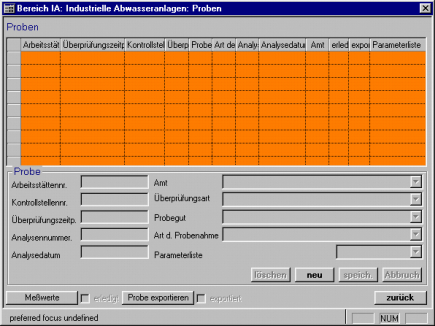 Bereich IA: Industrielle Abwasseranlagen: Proben
Proben
Arbeitsstät Überprüfungszeitp Kontrollstel Überp Probe Art de Analy Analysedatu Amt erled expo Parameterliste
Probe
Arbeitsstättennr. Amt
Kontrollstellennr. Überprüfungsart
Überprüfungszeitp. Probegut
Analysennummer. Art d. Probenahme
Analysedatum Parameterliste
löschen neu speich. Abbruch
Meßwerte erledigt Probe exportieren exportiert zurück
preferred focus undefined NUM